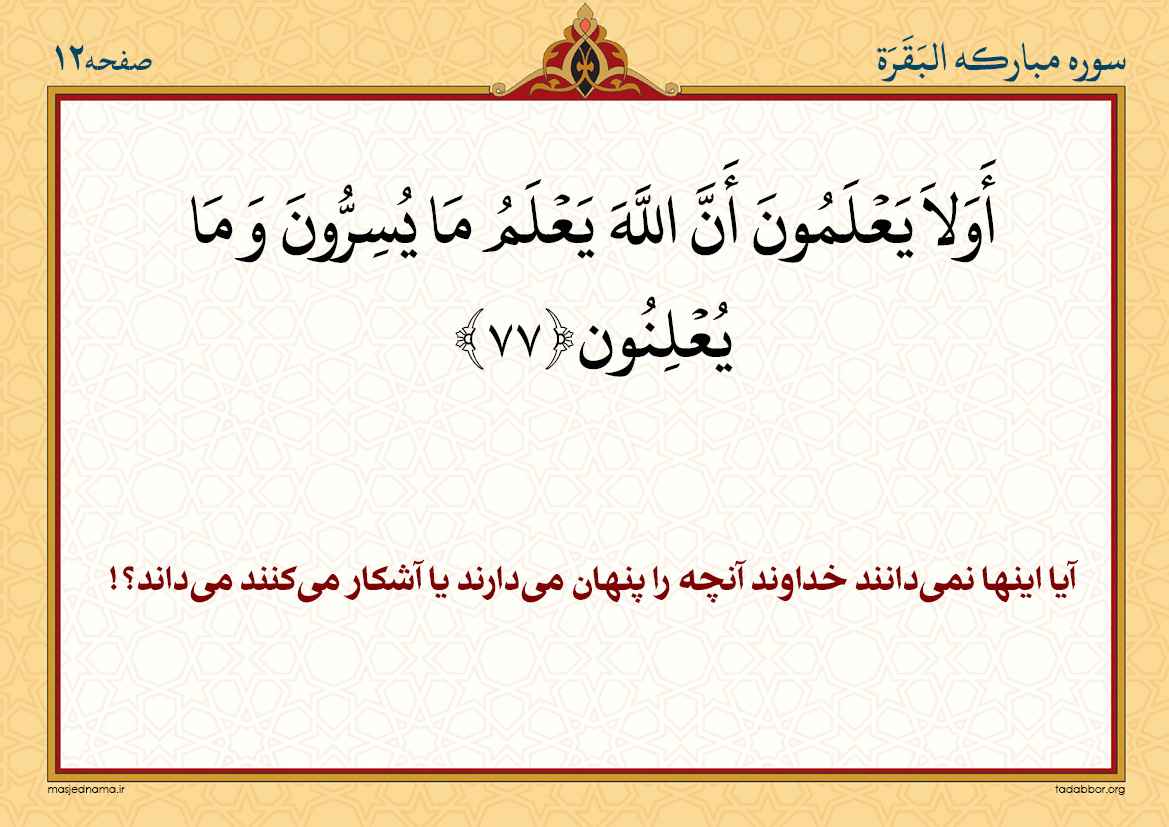 سوره مبارکه البَقَرَة
صفحه۱۲
أَوَلاَ يَعْلَمُونَ أَنَّ اللَّهَ يَعْلَمُ مَا يُسِرُّونَ وَ مَا
يُعْلِنُون ﴿۷۷﴾
آیا اینها نمی‌دانند خداوند آنچه را پنهان می‌دارند یا آشکار می‌کنند می‌داند؟!
masjednama.ir
tadabbor.org